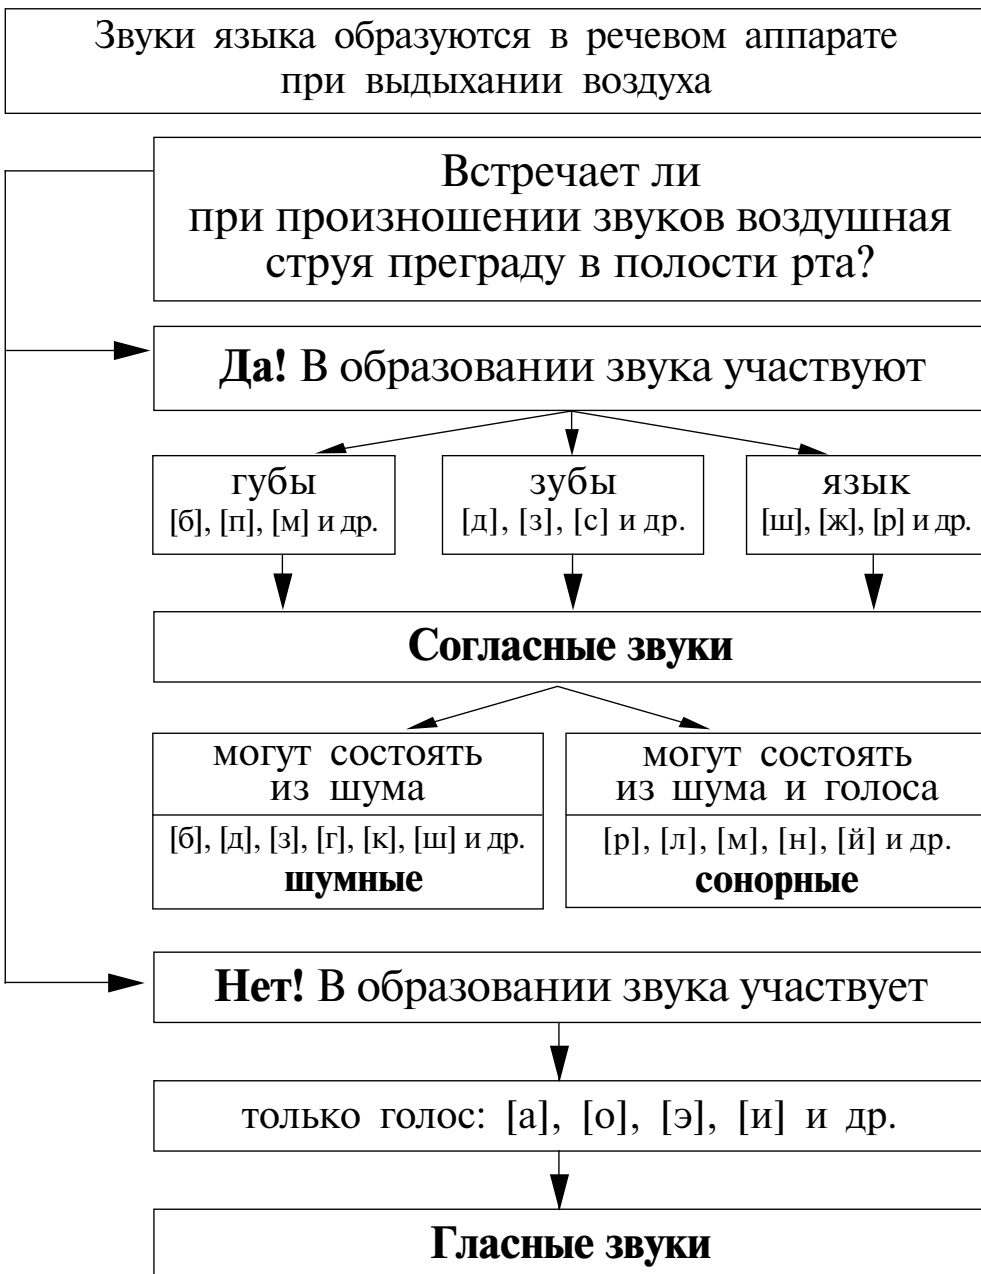 Звуки языка образуются в речевом аппарате
при выдыхании воздуха
Встречает ли
при произношении звуков воздушная
струя преграду в полости рта?
Да! В образовании звука участвуют
губы
[б], [п], [м] и др.
зубы
[д], [з], [с] и др.
язык
[ш], [ж], [р] и др.
Согласные звуки
могут состоять
из шума
[б], [д], [з], [г], [к], [ш] и др.
шумные
могут состоять
из шума и голоса
[р], [л], [м], [н], [й] и др.
сонорные
Нет! В образовании звука участвует
только голос: [а], [о], [э], [и] и др.
Гласные звуки